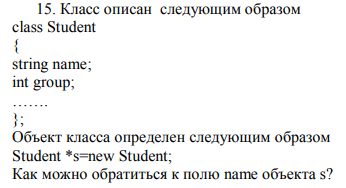 15. Класс описан следующим образом
class Student
{
string name;
int group;
…….
};
Объект класса определен следующим образом
Student *s=new Student;
Как можно обратиться к полю name объекта s?